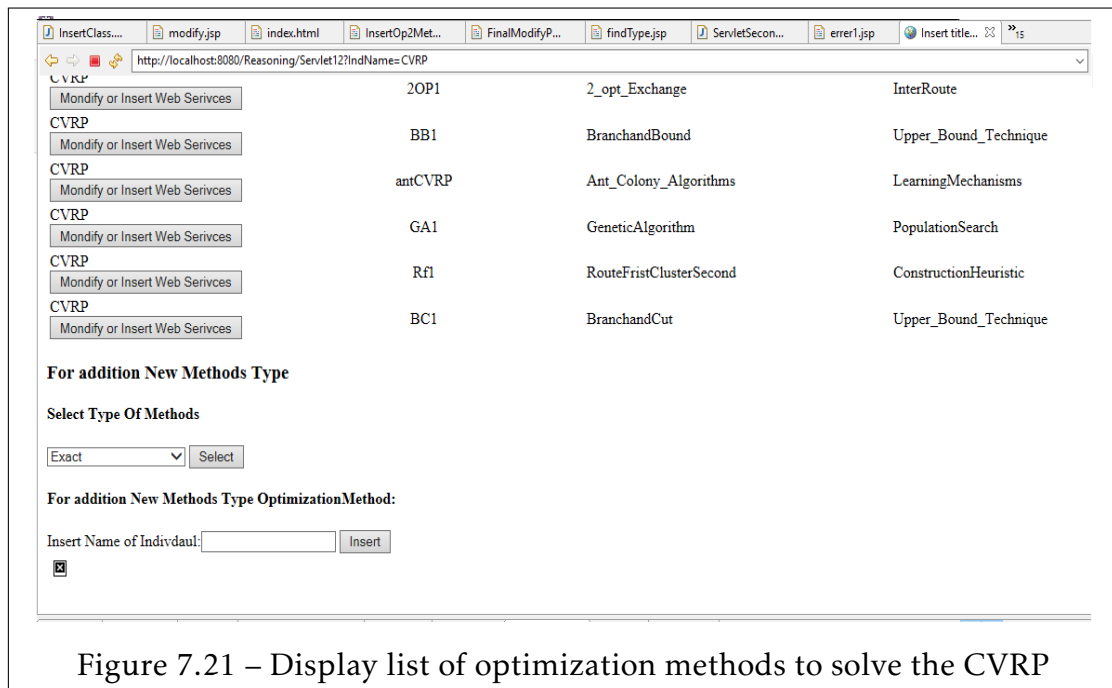 InsertClass.... modify.jsp index.html InsertOp2Met... FinalModifyP... findType.jsp ServletSecon... errer1.jsp Insert title... »15
http://localhost:8080/Reasoning/Servlet12?IndName=CVRP
CVRP
Mondify or Insert Web Serivces 2OP1 2_opt_Exchange InterRoute
CVRP
Mondify or Insert Web Serivces BB1 BranchandBound Upper_Bound_Technique
CVRP
Mondify or Insert Web Serivces antCVRP Ant_Colony_Algorithms LearningMechanisms
CVRP
Mondify or Insert Web Serivces GA1 GeneticAlgorithm PopulationSearch
CVRP
Mondify or Insert Web Serivces Rf1 RouteFristClusterSecond ConstructionHeuristic
CVRP
Mondify or Insert Web Serivces BC1 BranchandCut Upper_Bound_Technique
For addition New Methods Type
Select Type Of Methods
Exact Select
For addition New Methods Type OptimizationMethod:
Insert Name of Indivdaul: Insert
Figure 7.21 – Display list of optimization methods to solve the CVRP